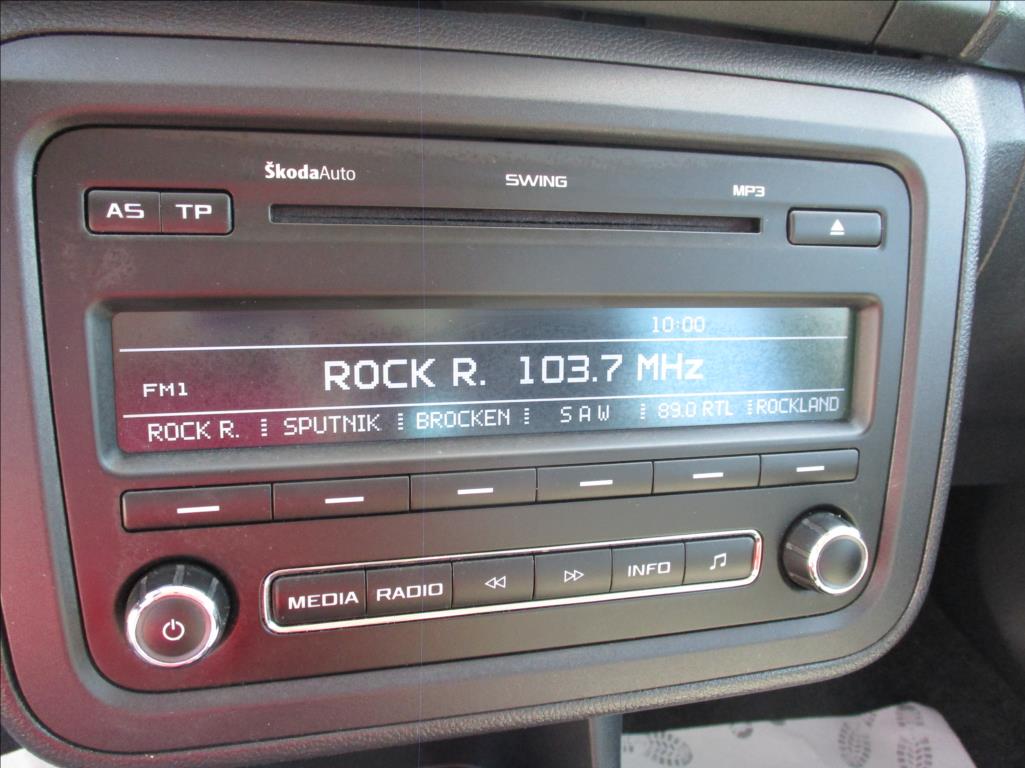 ŠkodaAuto SWING MP3
AS TP
10:00
FM1 ROCK R. 103.7 MHz
ROCK R. SPUTNIK BROCKEN SAW 89.0 RTL ROCKLAND
MEDIA RADIO INFO